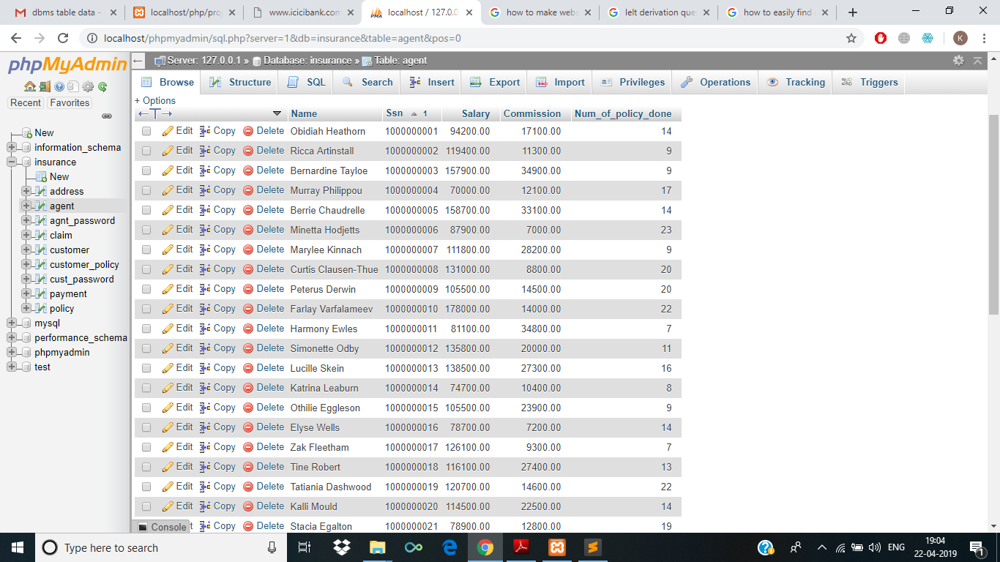 dbms table data -
localhost/php/pro
www.icicibank.com
localhost / 127.0.0
how to make webs
lelt derivation que
how to easily find
localhost/phpmyadmin/sql.php?server=1&db=insurance&table=agent&pos=0
K
phpMyAdmin
Recent Favorites
New
information_schema
insurance
New
address
agent
agnt_password
claim
customer
customer_policy
cust_password
payment
policy
mysql
performance_schema
phpmyadmin
test
Server: 127.0.0.1 » Database: insurance » Table: agent
Browse Structure SQL Search Insert Export Import Privileges Operations Tracking Triggers
+ Options
←T→ Name Ssn 1 Salary Commission Num_of_policy_done
Edit Copy Delete Obidiah Heathorn 1000000001 94200.00 17100.00 14
Edit Copy Delete Ricca Artinstall 1000000002 119400.00 11300.00 9
Edit Copy Delete Bernardine Tayloe 1000000003 157900.00 34900.00 9
Edit Copy Delete Murray Philippou 1000000004 70000.00 12100.00 17
Edit Copy Delete Berrie Chaudrelle 1000000005 158700.00 33100.00 14
Edit Copy Delete Minetta Hodjetts 1000000006 87900.00 7000.00 23
Edit Copy Delete Marylee Kinnach 1000000007 111800.00 28200.00 9
Edit Copy Delete Curtis Clausen-Thue 1000000008 131000.00 8800.00 20
Edit Copy Delete Peterus Derwin 1000000009 105500.00 14500.00 20
Edit Copy Delete Farlay Varfalameev 1000000010 178000.00 14000.00 22
Edit Copy Delete Harmony Ewles 1000000011 81100.00 34800.00 7
Edit Copy Delete Simonette Odby 1000000012 135800.00 20000.00 11
Edit Copy Delete Lucille Skein 1000000013 138500.00 27300.00 16
Edit Copy Delete Katrina Leaburn 1000000014 74700.00 10400.00 8
Edit Copy Delete Othilie Eggleson 1000000015 105500.00 23900.00 9
Edit Copy Delete Elyse Wells 1000000016 78700.00 7200.00 14
Edit Copy Delete Zak Fleetham 1000000017 126100.00 9300.00 7
Edit Copy Delete Tine Robert 1000000018 116100.00 27400.00 13
Edit Copy Delete Tatiania Dashwood 1000000019 120700.00 14600.00 22
Edit Copy Delete Kalli Mould 1000000020 114500.00 22500.00 14
Console t Copy Delete Stacia Egalton 1000000021 78900.00 12800.00 19
Type here to search
ENG
19:04
22-04-2019
1